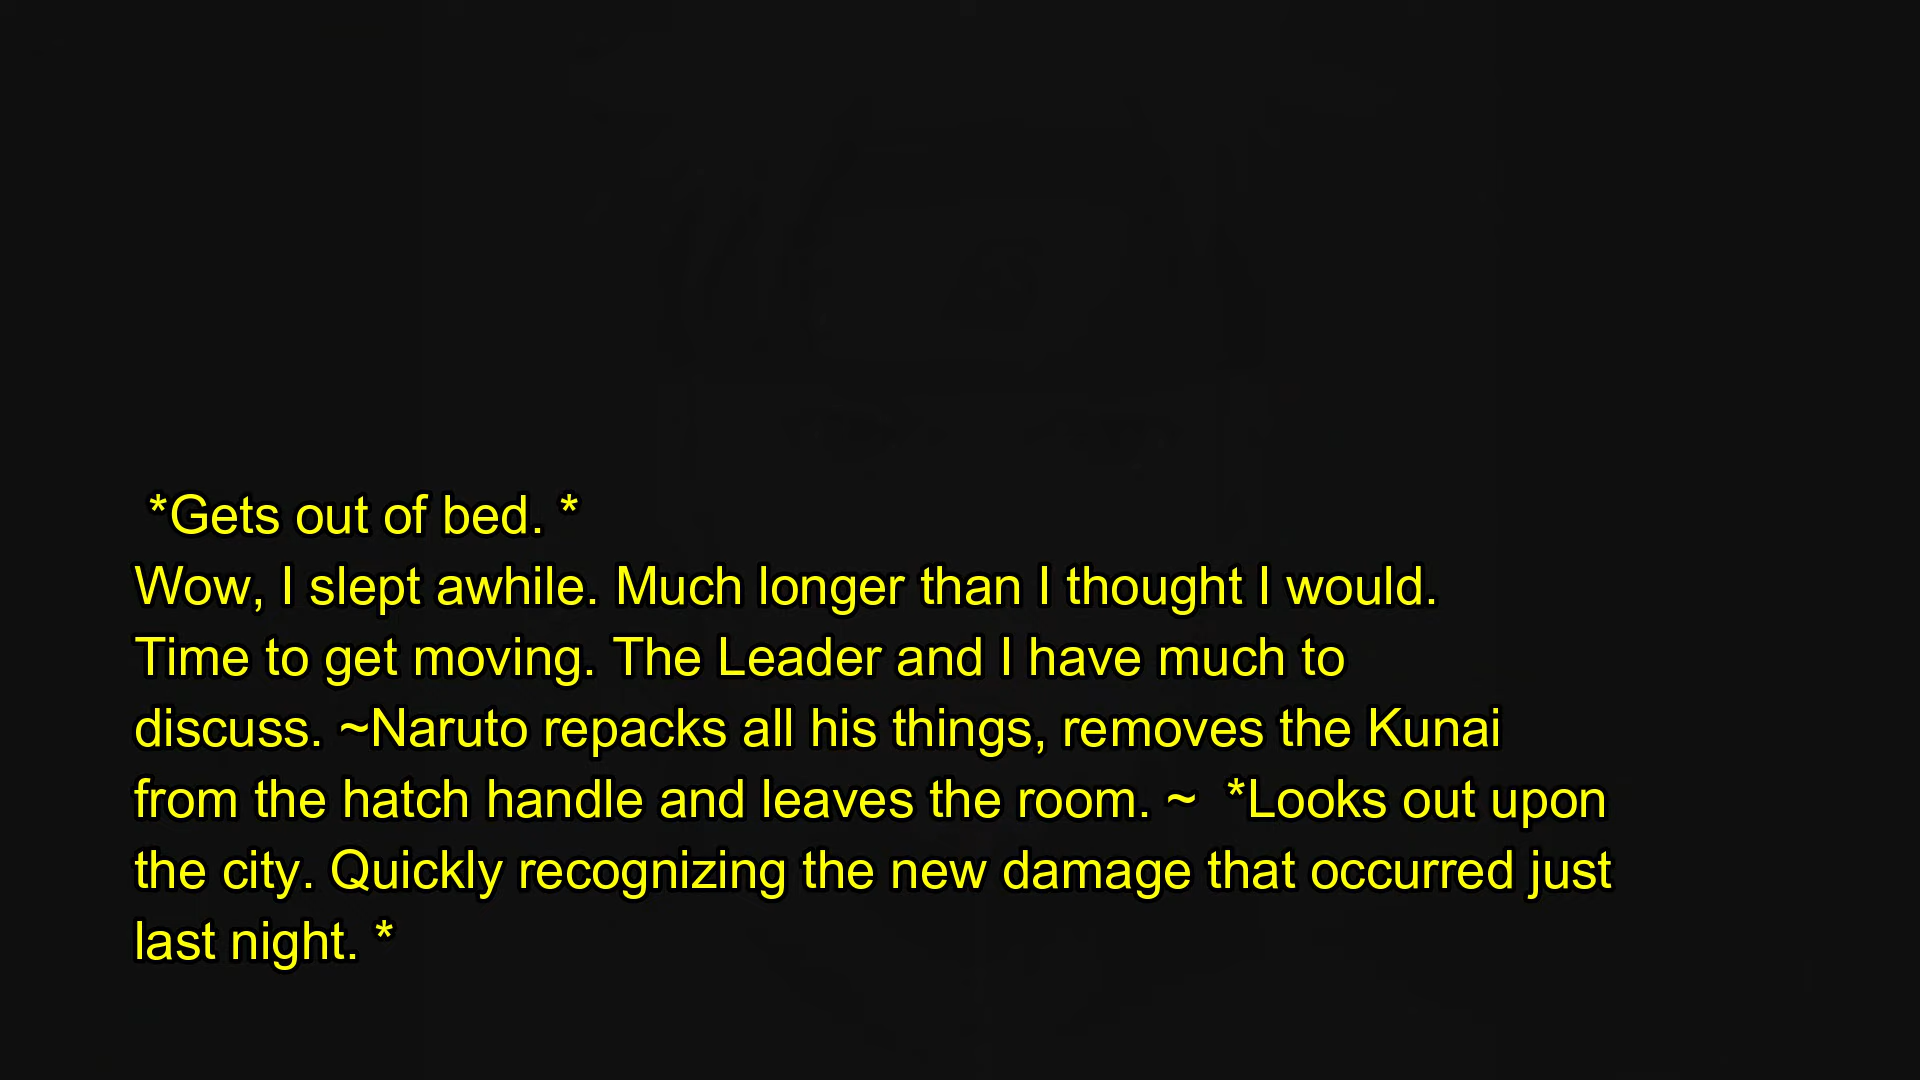 *Gets out of bed. *
Wow, I slept awhile. Much longer than I thought I would.
Time to get moving. The Leader and I have much to
discuss. ~Naruto repacks all his things, removes the Kunai
from the hatch handle and leaves the room. ~  *Looks out upon
the city. Quickly recognizing the new damage that occurred just
last night. *